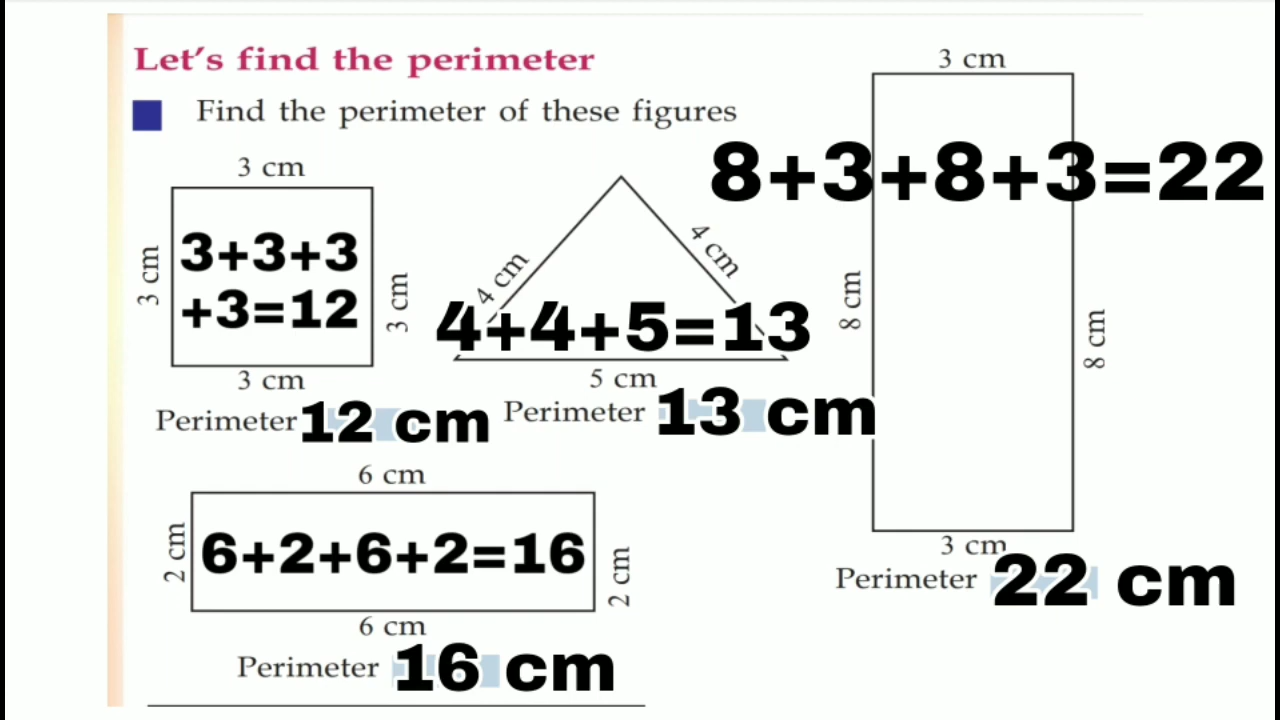 Let's find the perimeter
Find the perimeter of these figures
3 cm
3 cm
3+3+3
+3=12
3 cm
3 cm
Perimeter 12 cm
4 cm
4 cm
4+4+5=13
5 cm
Perimeter 13 cm
3 cm
8+3+8+3=22
8 cm
8 cm
3 cm
Perimeter 22 cm
6 cm
2 cm
6+2+6+2=16
2 cm
6 cm
Perimeter 16 cm